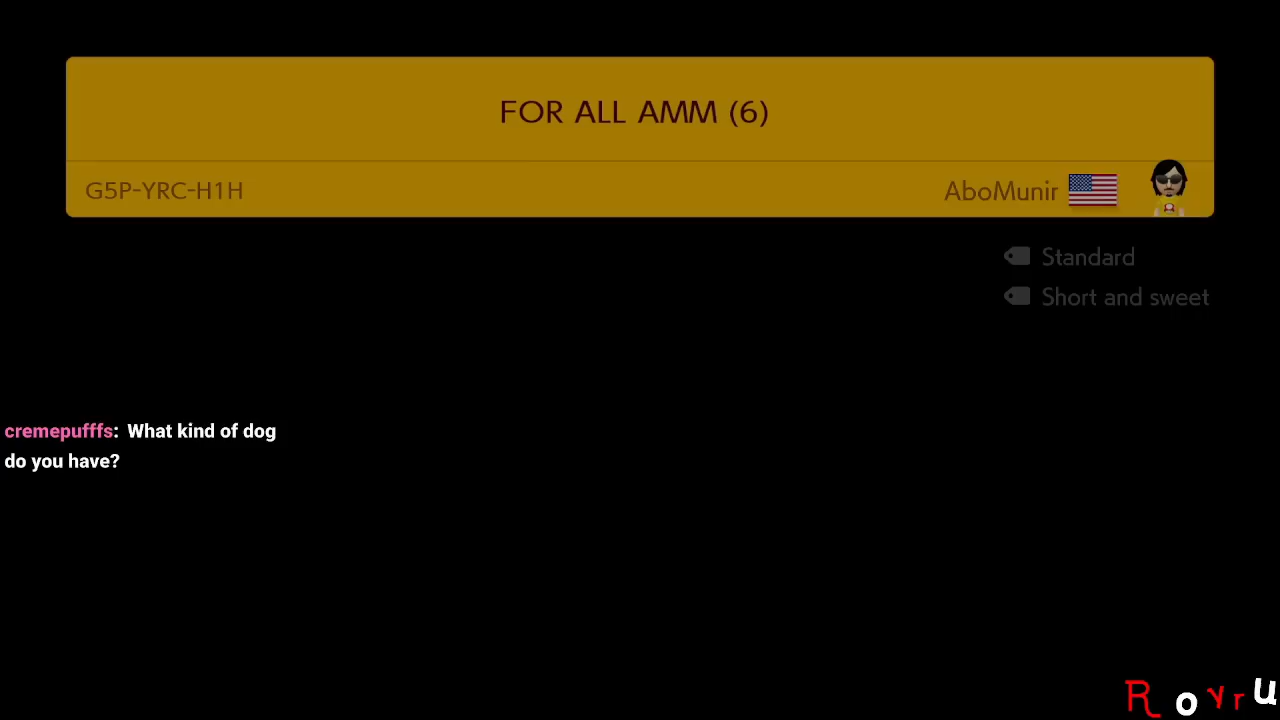 FOR ALL AMM (6)
G5P-YRC-H1H
AboMunir
Standard
Short and sweet
cremepufffs: What kind of dog
do you have?
Royru